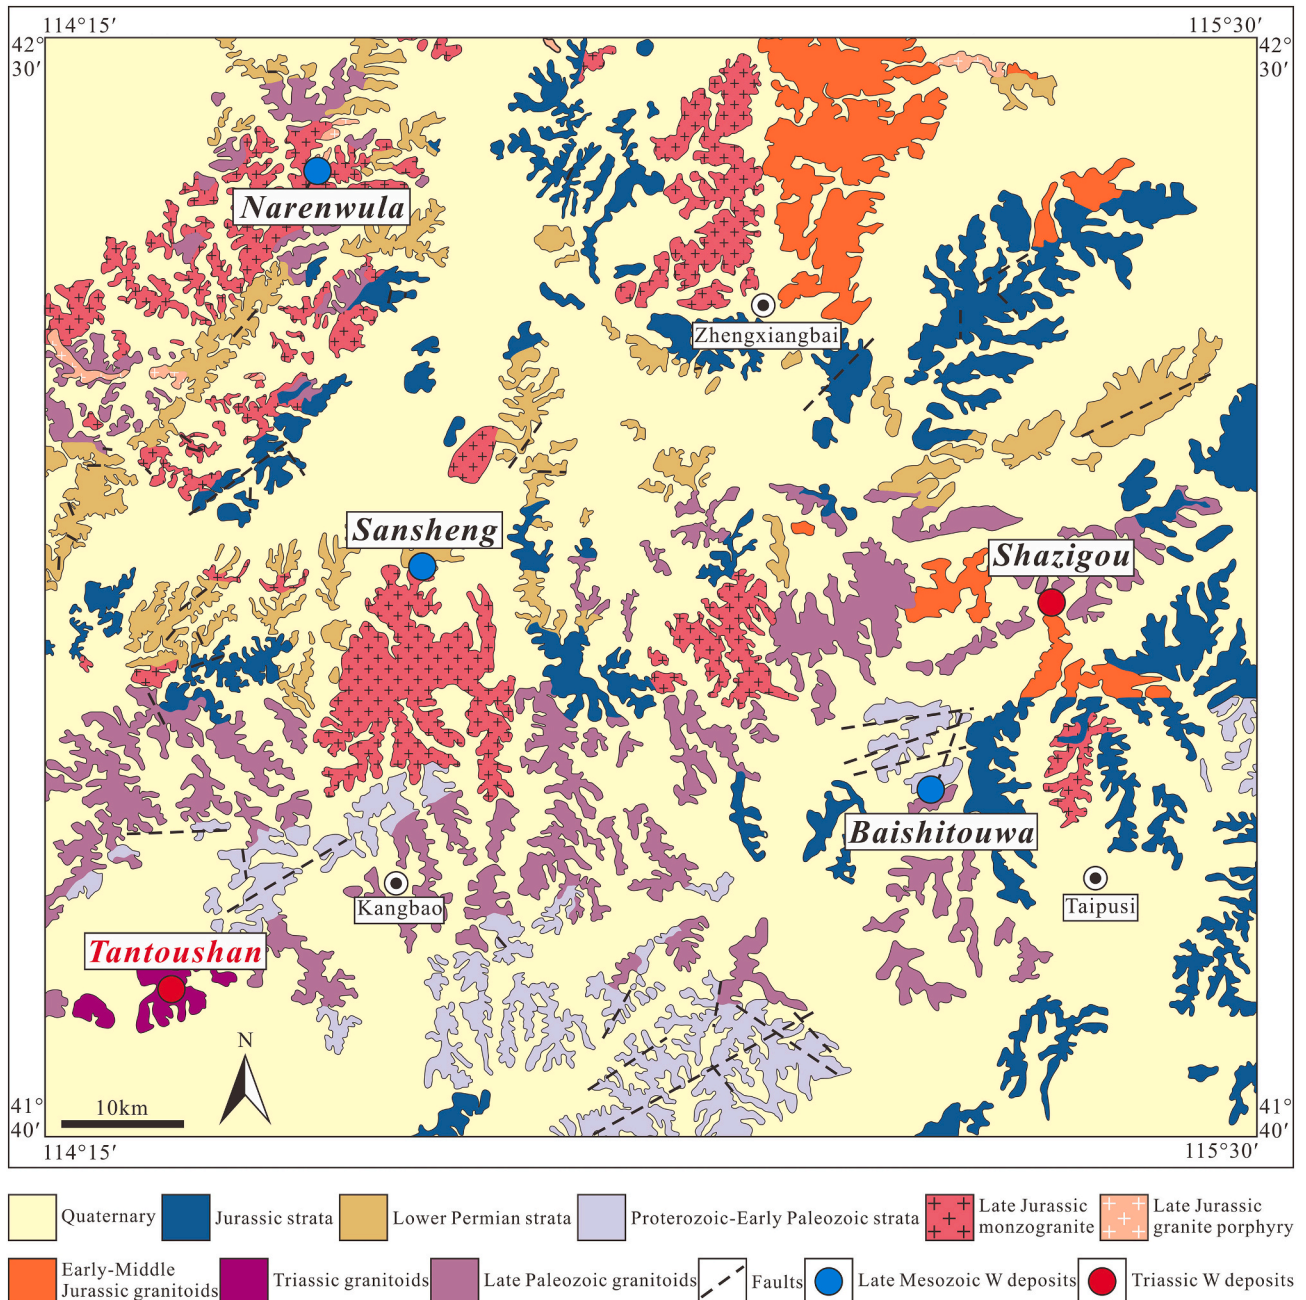 114°15′
115°30′
42°
30′
42°
30′
Narenwula
Zhengxiangbai
Sansheng
Shazigou
Baishitouwa
Kangbao
Taipusi
Tantoushan
N
10km
41°
40′
41°
40′
114°15′
115°30′
Quaternary
Jurassic strata
Lower Permian strata
Proterozoic-Early Paleozoic strata
Late Jurassic
monzogranite
Late Jurassic
granite porphyry
Early-Middle
Jurassic granitoids
Triassic granitoids
Late Paleozoic granitoids
Faults
Late Mesozoic W deposits
Triassic W deposits